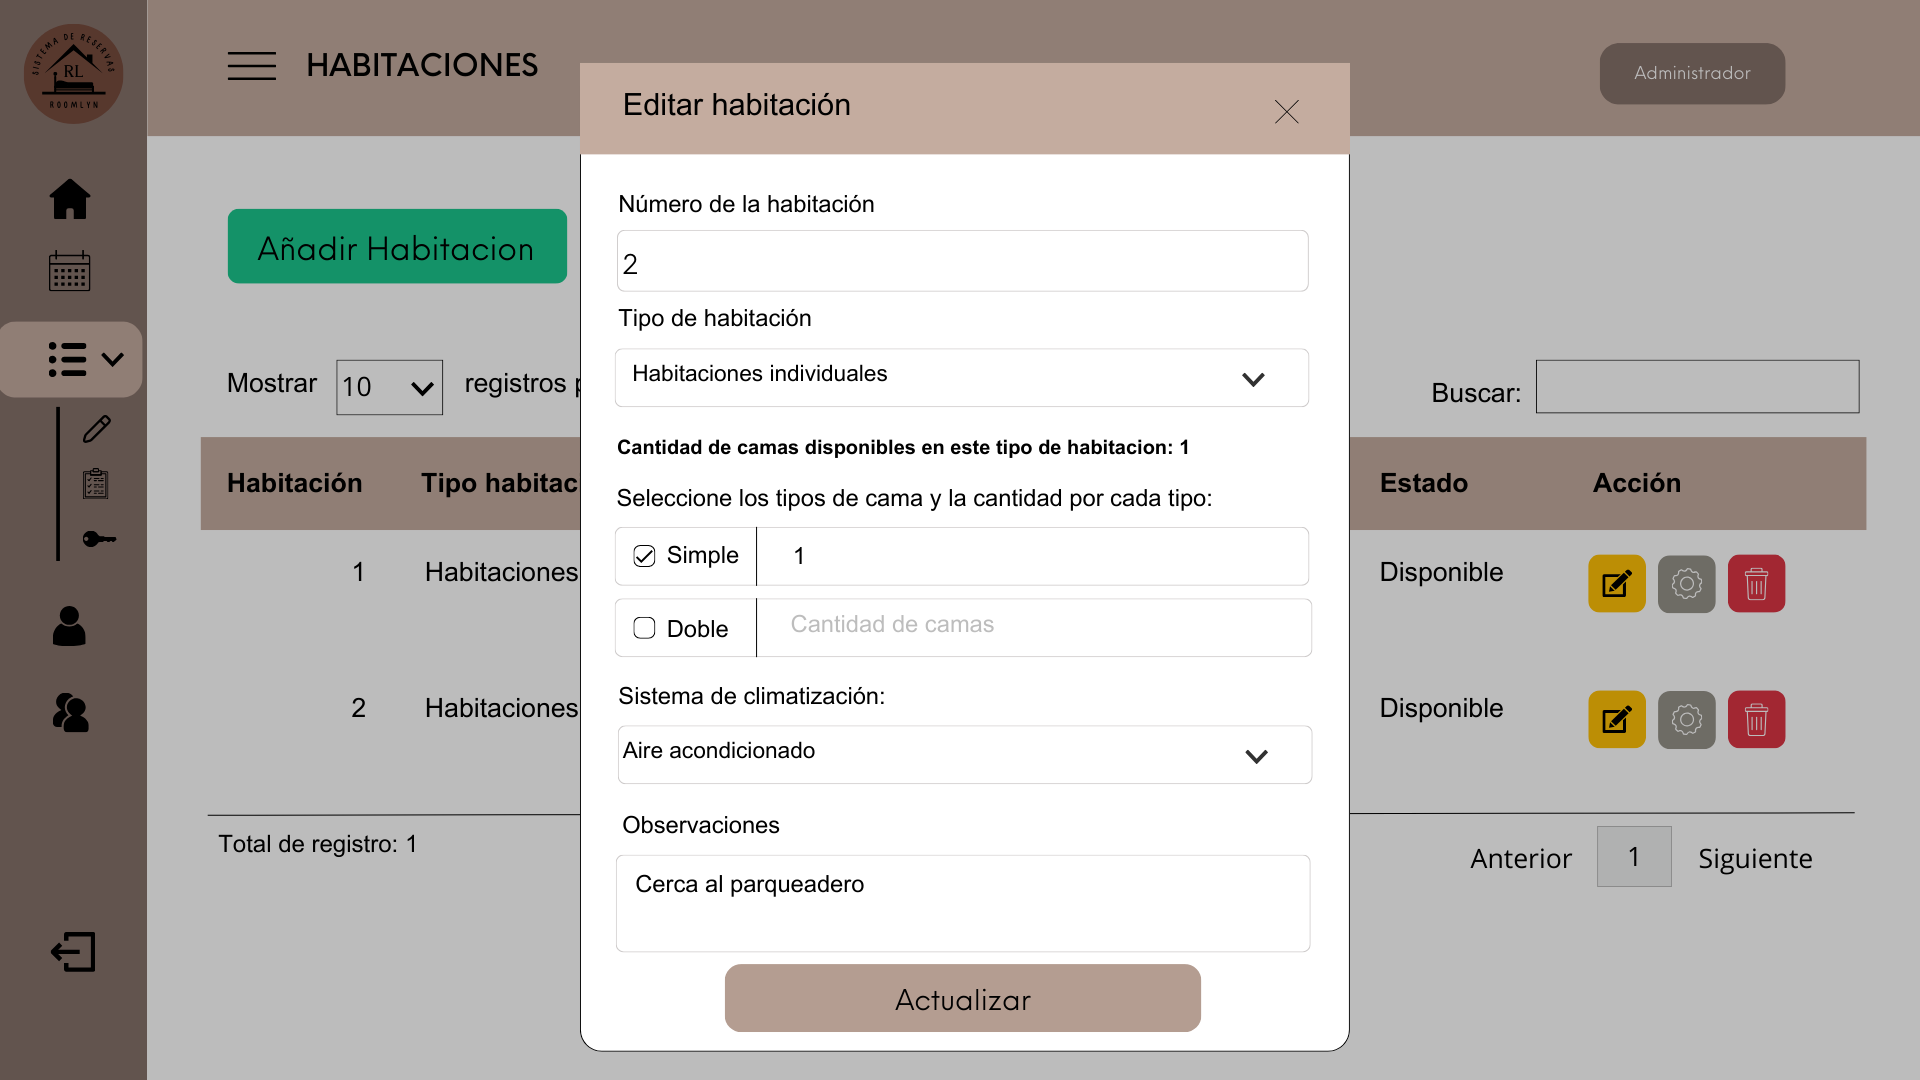 SISTEMA DE RESERVAS
RL
ROOMLYN
HABITACIONES
Administrador
Editar habitación
Número de la habitación
2
Tipo de habitación
Habitaciones individuales
Cantidad de camas disponibles en este tipo de habitacion: 1
Seleccione los tipos de cama y la cantidad por cada tipo:
Simple 1
Doble Cantidad de camas
Sistema de climatización:
Aire acondicionado
Observaciones
Cerca al parqueadero
Actualizar
Añadir Habitacion
Mostrar 10 registros
Buscar:
Habitación Tipo habitac Estado Acción
1 Habitaciones Disponible
2 Habitaciones Disponible
Total de registro: 1
Anterior 1 Siguiente